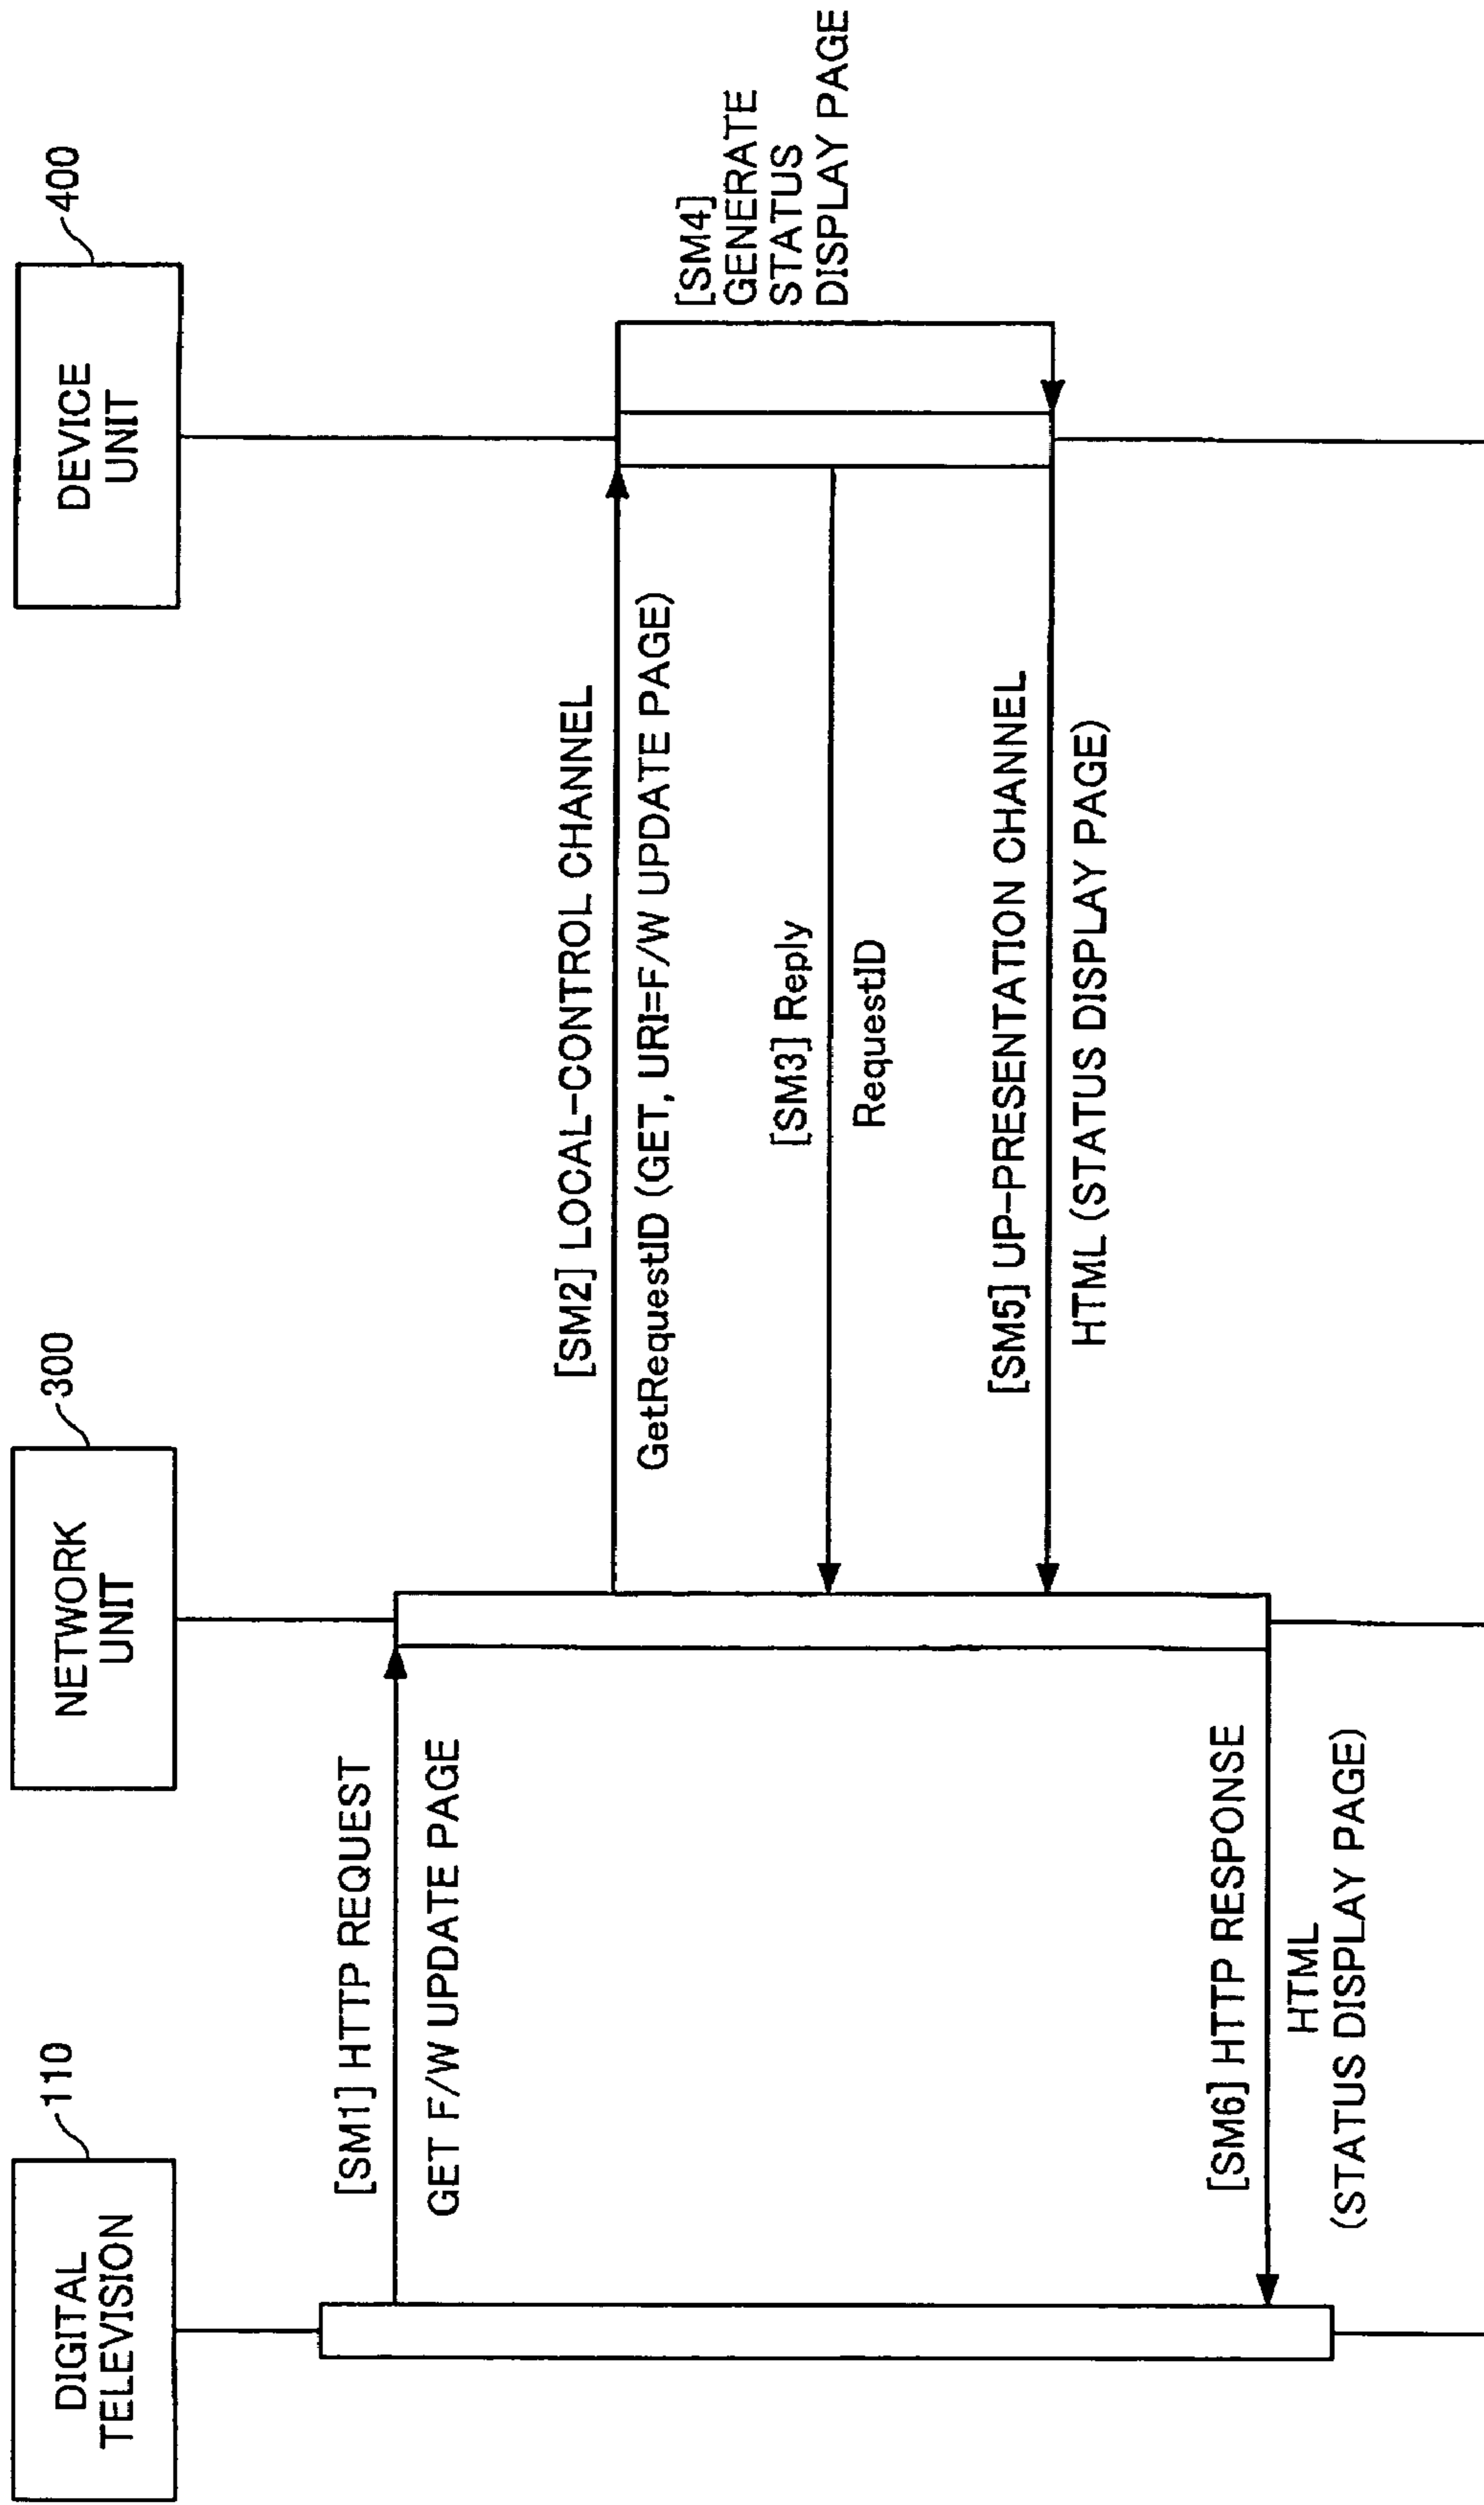 DIGITAL
TELEVISION
110
NETWORK
UNIT
300
DEVICE
UNIT
400
[SM1] HTTP REQUEST
GET F/W UPDATE PAGE
[SM2] LOCAL-CONTROL CHANNEL
GetRequestID (GET, URI=F/W UPDATE PAGE)
[SM3] Reply
RequestID
[SM4]
GENERATE
STATUS
DISPLAY PAGE
[SM5] UP-PRESENTATION CHANNEL
HTML (STATUS DISPLAY PAGE)
[SM6] HTTP RESPONSE
HTML
(STATUS DISPLAY PAGE)